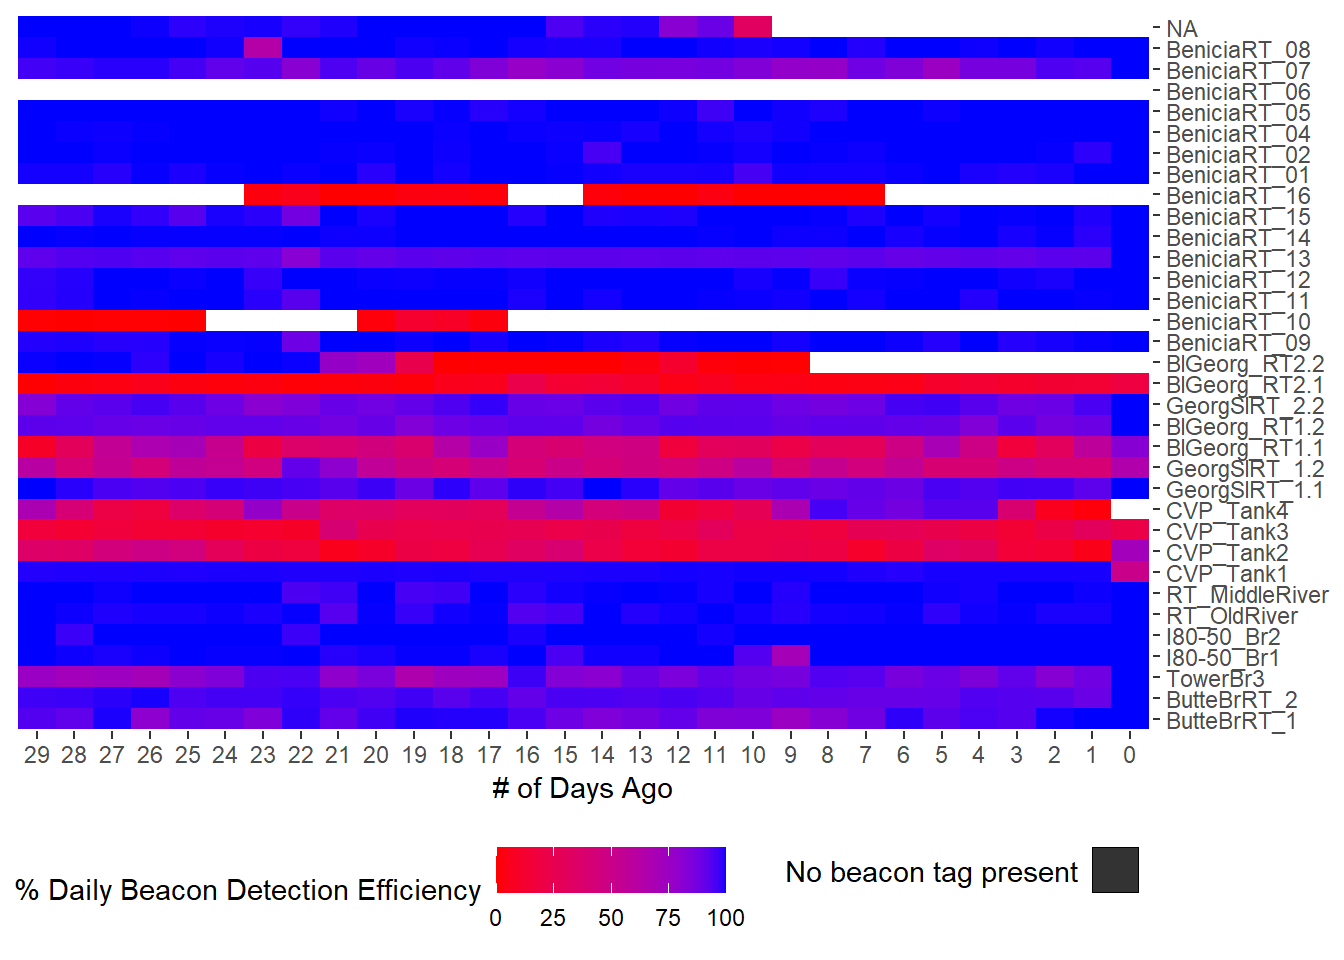 NA
BeniciaRT_08
BeniciaRT_07
BeniciaRT_06
BeniciaRT_05
BeniciaRT_04
BeniciaRT_02
BeniciaRT_01
BeniciaRT_16
BeniciaRT_15
BeniciaRT_14
BeniciaRT_13
BeniciaRT_12
BeniciaRT_11
BeniciaRT_10
BeniciaRT_09
BlGeorg_RT2.2
BlGeorg_RT2.1
GeorgSlRT_2.2
BlGeorg_RT1.2
BlGeorg_RT1.1
GeorgSlRT_1.2
GeorgSlRT_1.1
CVP_Tank4
CVP_Tank3
CVP_Tank2
CVP_Tank1
RT_MiddleRiver
RT_OldRiver
I80-50_Br2
I80-50_Br1
TowerBr3
ButteBrRT_2
ButteBrRT_1
29 28 27 26 25 24 23 22 21 20 19 18 17 16 15 14 13 12 11 10 9 8 7 6 5 4 3 2 1 0
# of Days Ago
% Daily Beacon Detection Efficiency
0 25 50 75 100
No beacon tag present